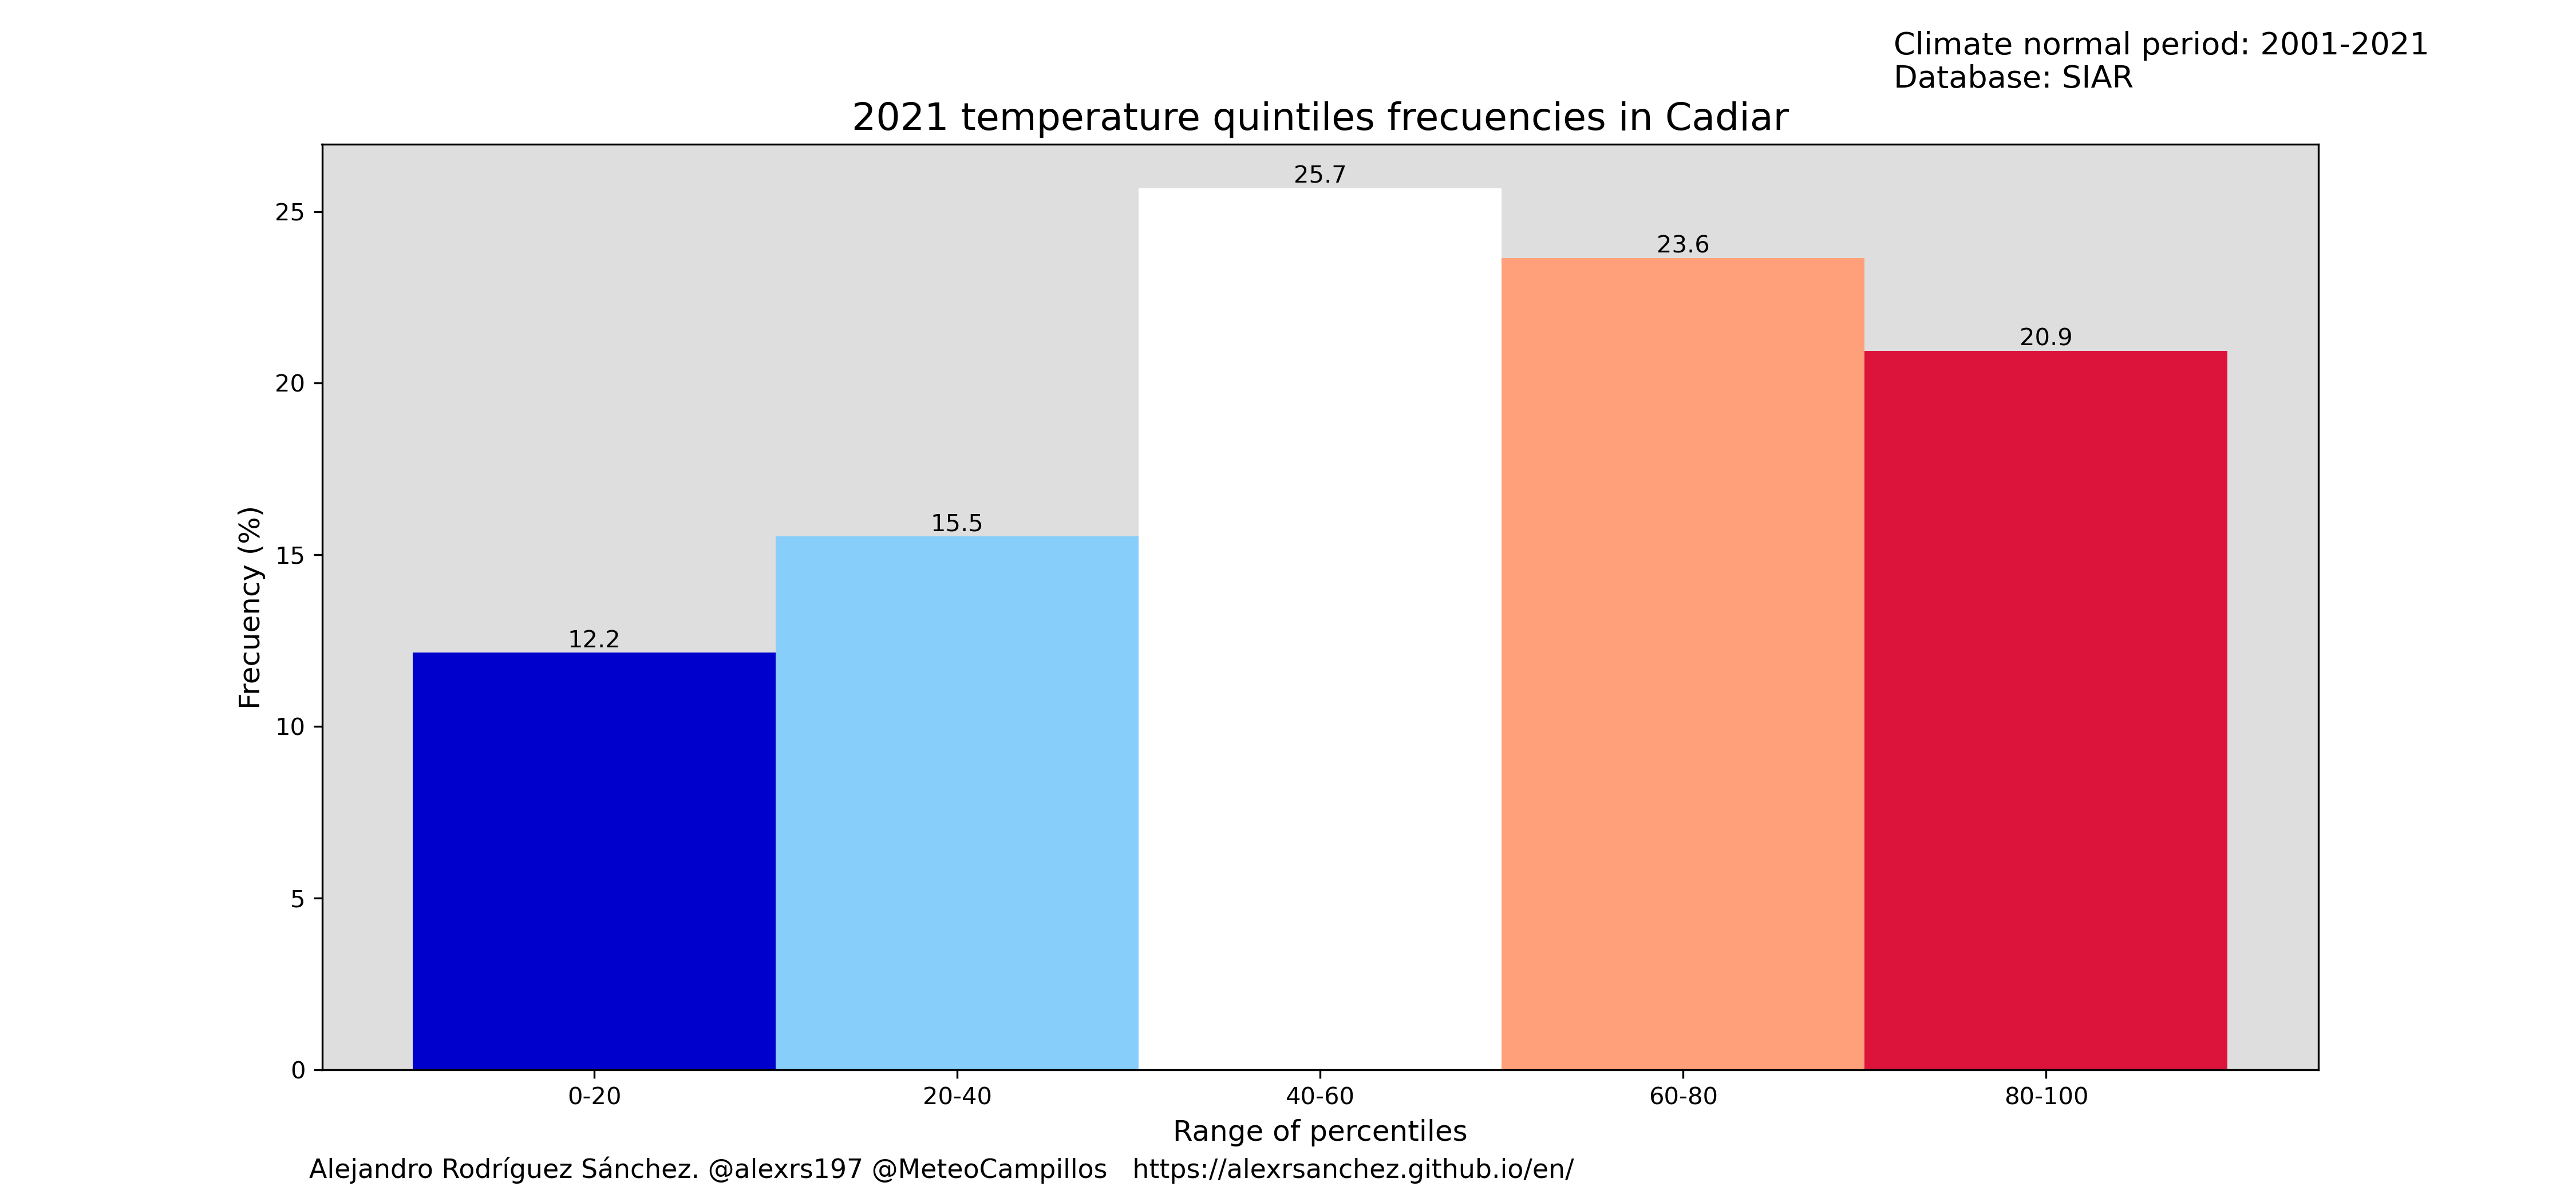 Climate normal period: 2001-2021
Database: SIAR
2021 temperature quintiles frecuencies in Cadiar
Frecuency (%)
25
20
15
10
5
0
12.2
15.5
25.7
23.6
20.9
0-20
20-40
40-60
60-80
80-100
Range of percentiles
Alejandro Rodríguez Sánchez. @alexrs197 @MeteoCampillos https://alexrsanchez.github.io/en/